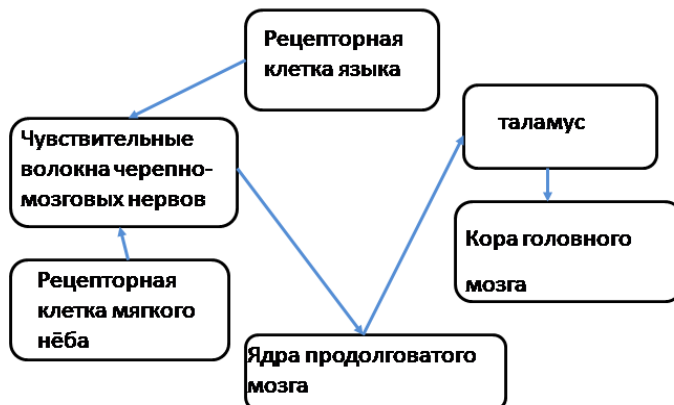 Рецепторная
клетка языка
таламус
Чувствительные
волокна черепно-
мозговых нервов
Кора головного
мозга
Рецепторная
клетка мягкого
нёба
Ядра продолговатого
мозга